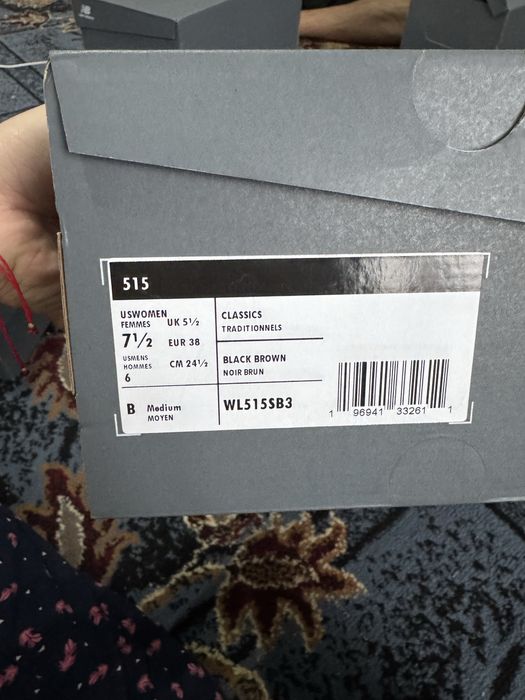 515
USWOMEN
FEMMES
7½
USMENS
HOMMES
6
UK 5½
EUR 38
CM 24½
B Medium
MOYEN
CLASSICS
TRADITIONNELS
BLACK BROWN
NOIR BRUN
WL515SB3
1 96941 33261 1